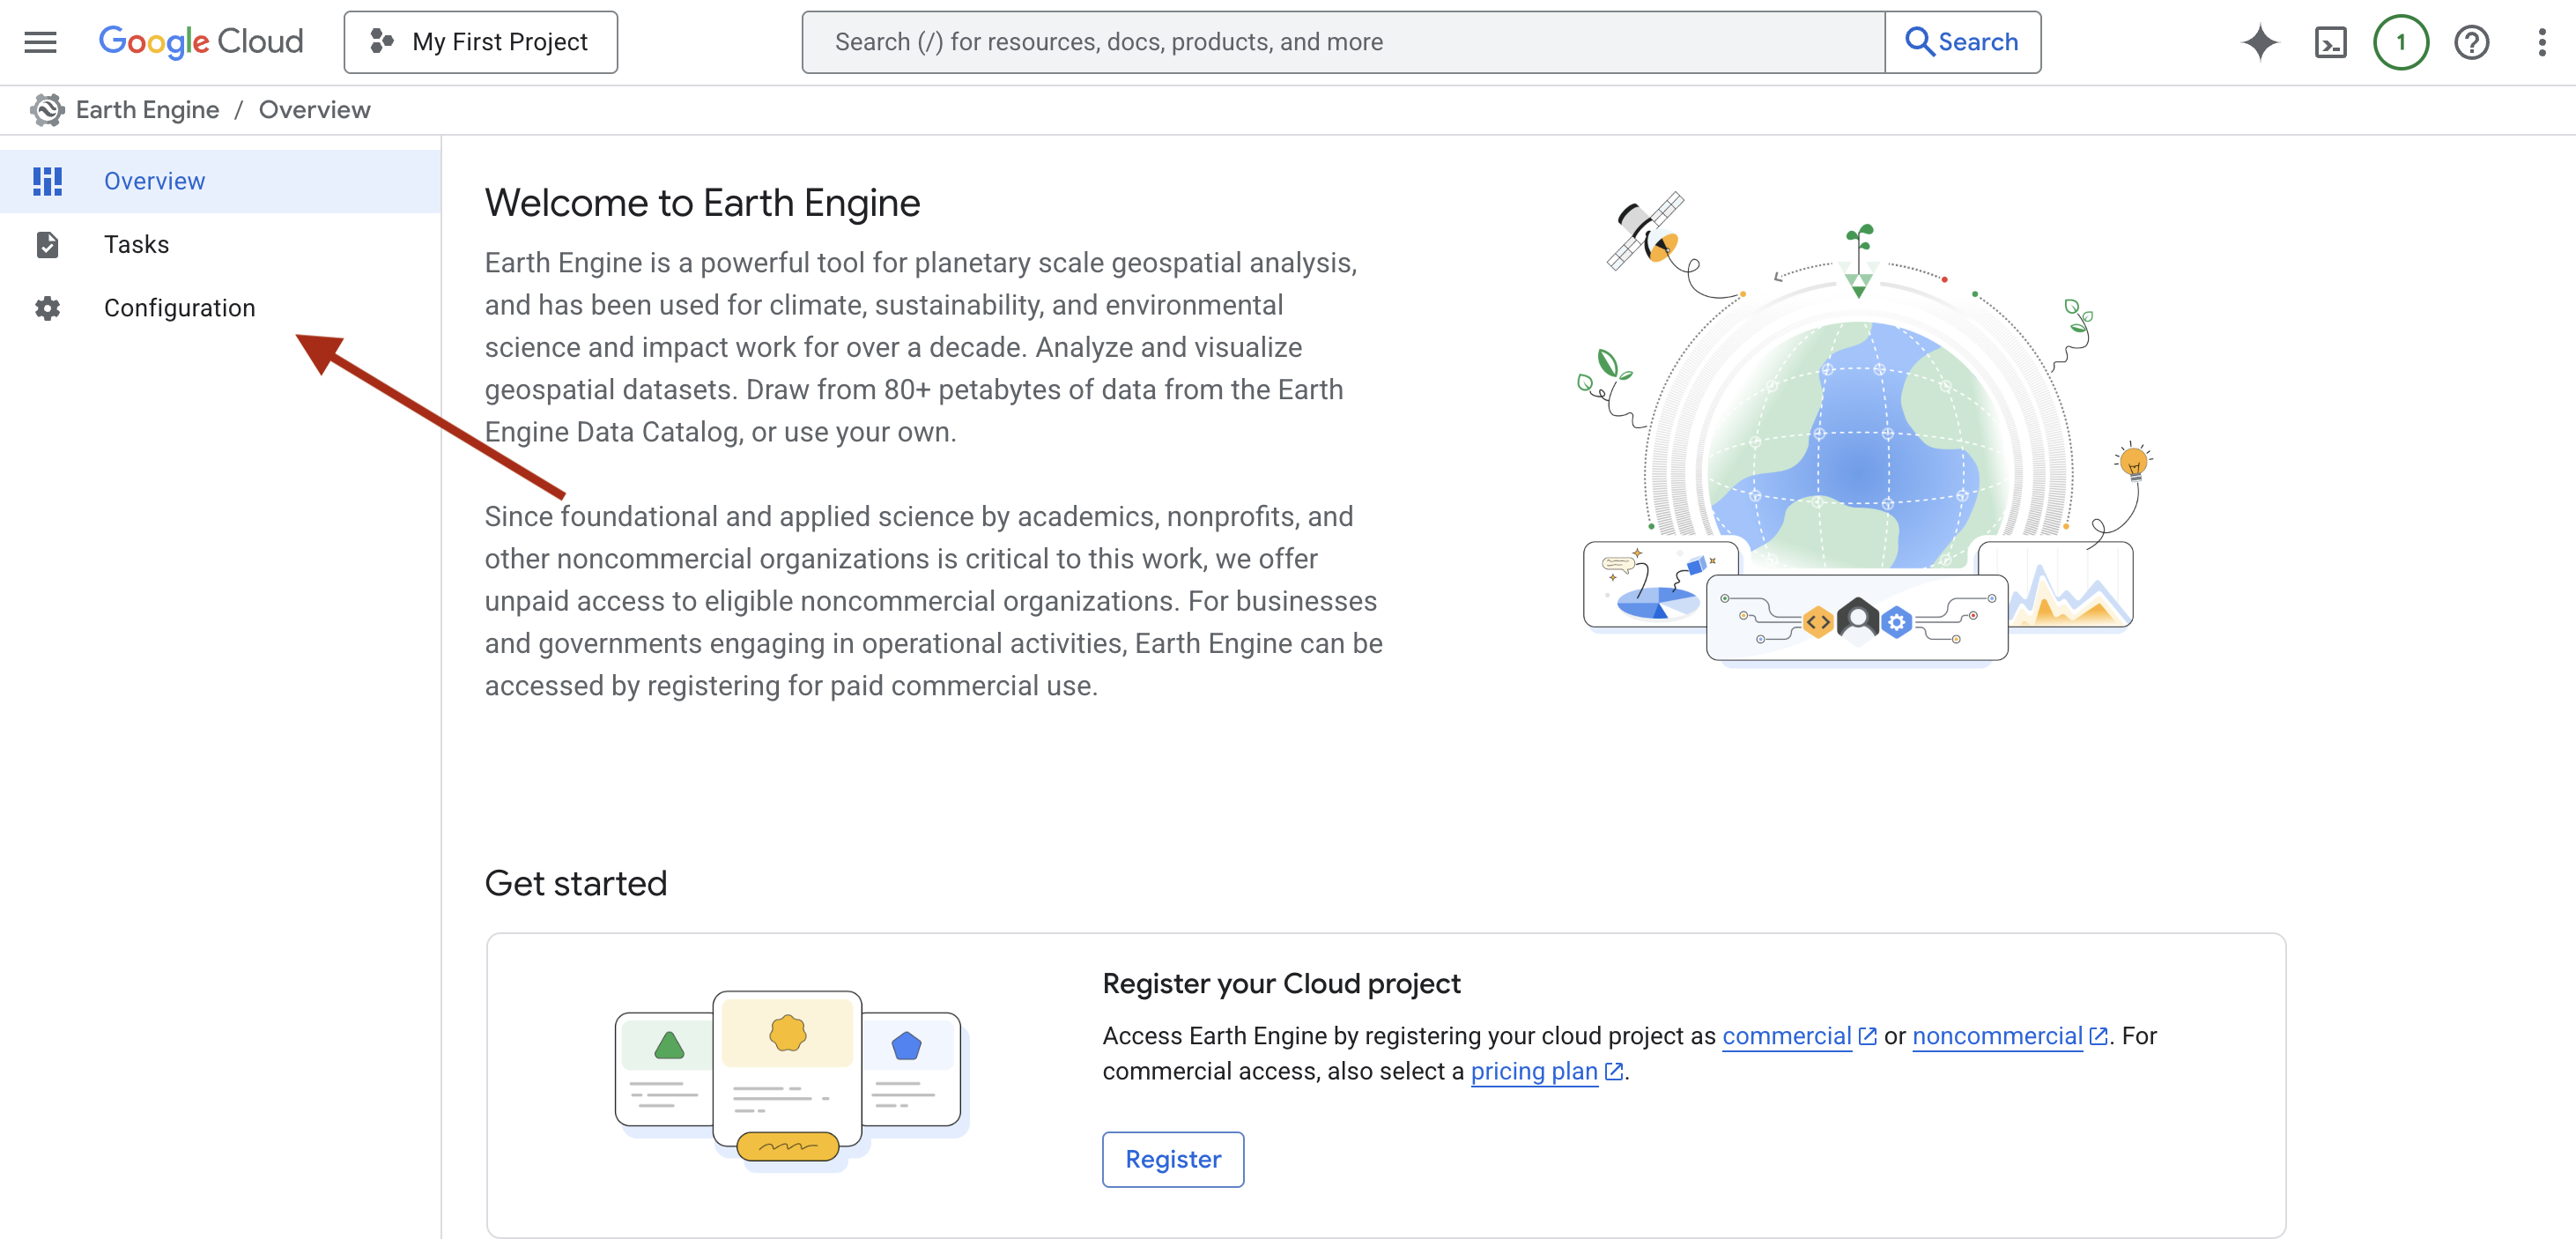 Google Cloud
My First Project
Search (/) for resources, docs, products, and more
Search
1
Earth Engine / Overview
Overview
Tasks
Configuration
Welcome to Earth Engine
Earth Engine is a powerful tool for planetary scale geospatial analysis,
and has been used for climate, sustainability, and environmental
science and impact work for over a decade. Analyze and visualize
geospatial datasets. Draw from 80+ petabytes of data from the Earth
Engine Data Catalog, or use your own.
Since foundational and applied science by academics, nonprofits, and
other noncommercial organizations is critical to this work, we offer
unpaid access to eligible noncommercial organizations. For businesses
and governments engaging in operational activities, Earth Engine can be
accessed by registering for paid commercial use.
Get started
Register your Cloud project
Access Earth Engine by registering your cloud project as commercial or noncommercial. For
commercial access, also select a pricing plan.
Register